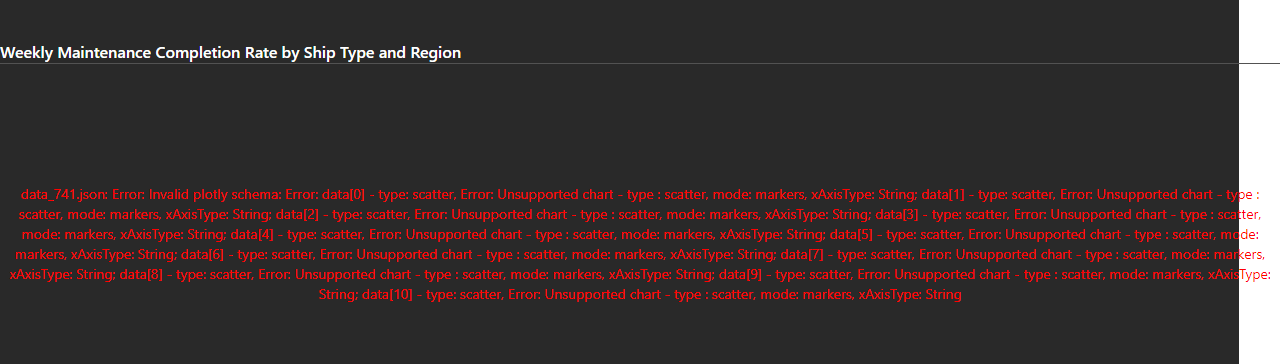 Weekly Maintenance Completion Rate by Ship Type and Region
data_741.json: Error: Invalid plotly schema: Error: data[0] - type: scatter, Error: Unsupported chart - type : scatter, mode: markers, xAxisType: String; data[1] - type: scatter, Error: Unsupported chart - type :
scatter, mode: markers, xAxisType: String; data[2] - type: scatter, Error: Unsupported chart - type : scatter, mode: markers, xAxisType: String; data[3] - type: scatter, Error: Unsupported chart - type : scatter,
mode: markers, xAxisType: String; data[4] - type: scatter, Error: Unsupported chart - type : scatter, mode: markers, xAxisType: String; data[5] - type: scatter, Error: Unsupported chart - type : scatter, mode:
markers, xAxisType: String; data[6] - type: scatter, Error: Unsupported chart - type : scatter, mode: markers, xAxisType: String; data[7] - type: scatter, Error: Unsupported chart - type : scatter, mode: markers,
xAxisType: String; data[8] - type: scatter, Error: Unsupported chart - type : scatter, mode: markers, xAxisType: String; data[9] - type: scatter, Error: Unsupported chart - type : scatter, mode: markers, xAxisType:
String; data[10] - type: scatter, Error: Unsupported chart - type : scatter, mode: markers, xAxisType: String